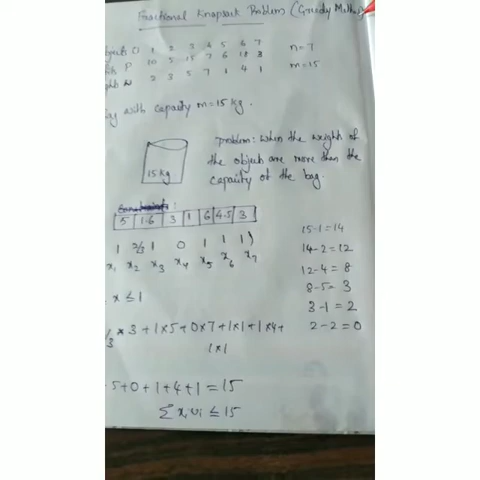 Fractional Knapsack Problem (Greedy Method)
Objects O 1 2 3 4 5 6 7 n=7
P 10 5 15 7 6 18 3 m=15
w 2 3 5 7 1 4 1
with capacity m=15 kg.
15 kg
Problem: When the weight of
the object are more then the
capacity of the bag.
Constraints:
5 1.6 3 1 6 4.5 3
1 2/3 1 0 1 1 1)
x1 x2 x3 x4 x5 x6 x7
x ≤ 1
15-1=14
14-2=12
12-4=8
8-5=3
3-1=2
2-2=0
/3 * 3 + 1×5 + 0×7 + 1×1 + 1×4 +
1×1
5+0+1+4+1 = 15
∑ xiwi ≤ 15